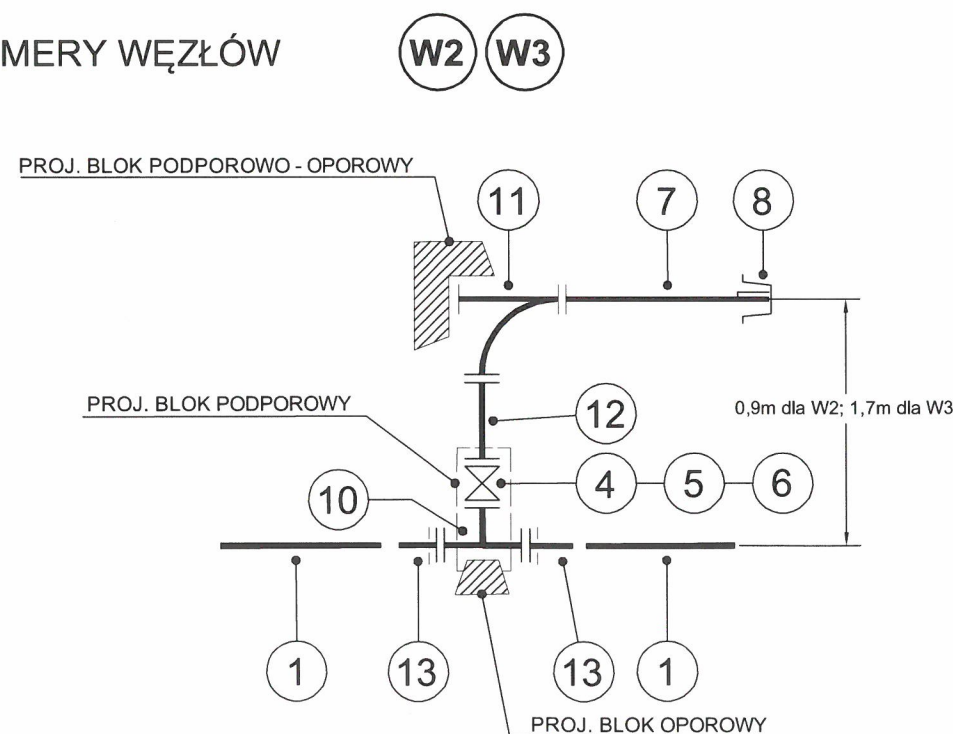 MERY WĘZŁÓW
W2 W3
PROJ. BLOK PODPOROWO - OPOROWY
11 7 8
PROJ. BLOK PODPOROWY
12
0,9m dla W2; 1,7m dla W3
4 5 6
10
1 13 13 1
PROJ. BLOK OPOROWY